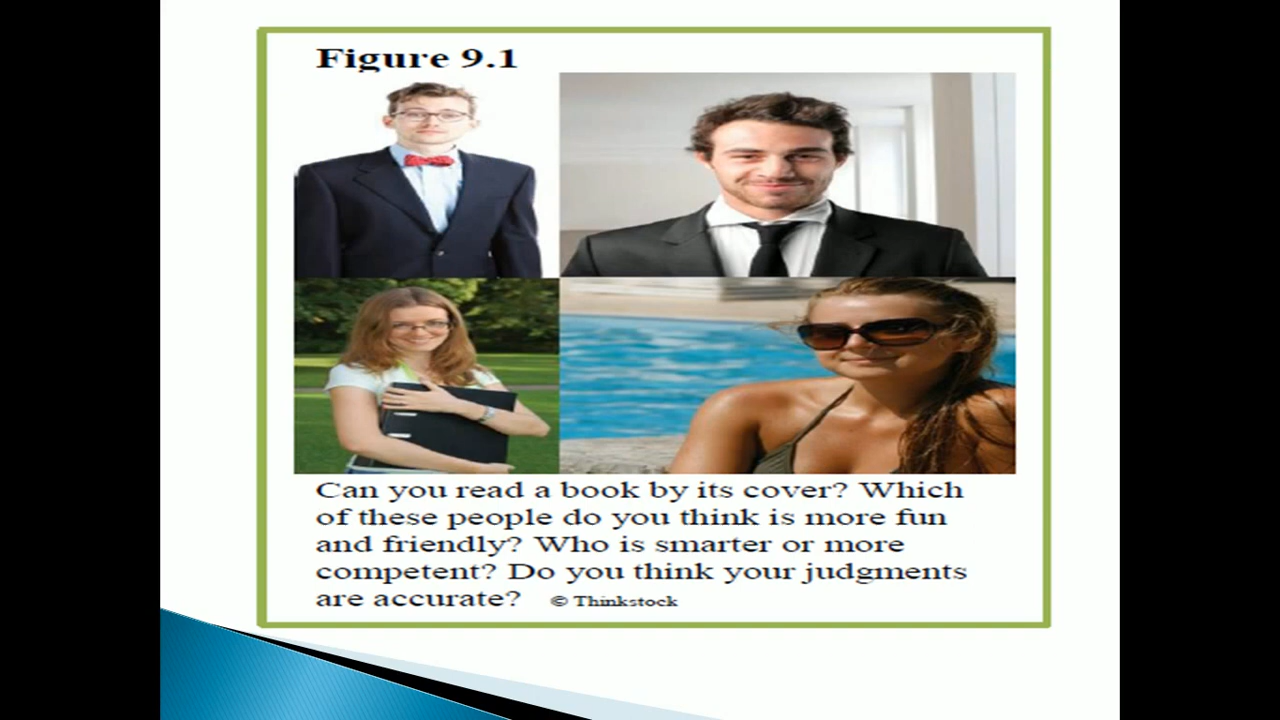 Figure 9.1
Can you read a book by its cover? Which
of these people do you think is more fun
and friendly? Who is smarter or more
competent? Do you think your judgments
are accurate? © Thinkstock